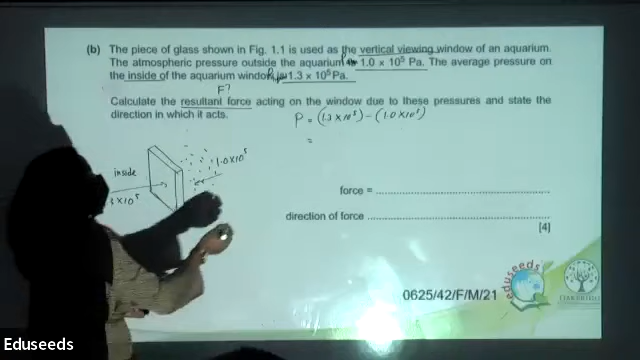 (b) The piece of glass shown in Fig. 1.1 is used as the vertical viewing window of an aquarium.
The atmospheric pressure outside the aquarium is 1.0 × 10⁵ Pa. The average pressure on
the inside of the aquarium window is 1.3 × 10⁵ Pa.
F?
Calculate the resultant force acting on the window due to these pressures and state the
direction in which it acts.
P = (1.3 × 10⁵) − (1.0 × 10⁵)
=
inside
1.0×10⁵
×10⁵
force = ........................................................
direction of force ........................................................
[4]
0625/42/F/M/21
eduseeds
Eduseeds